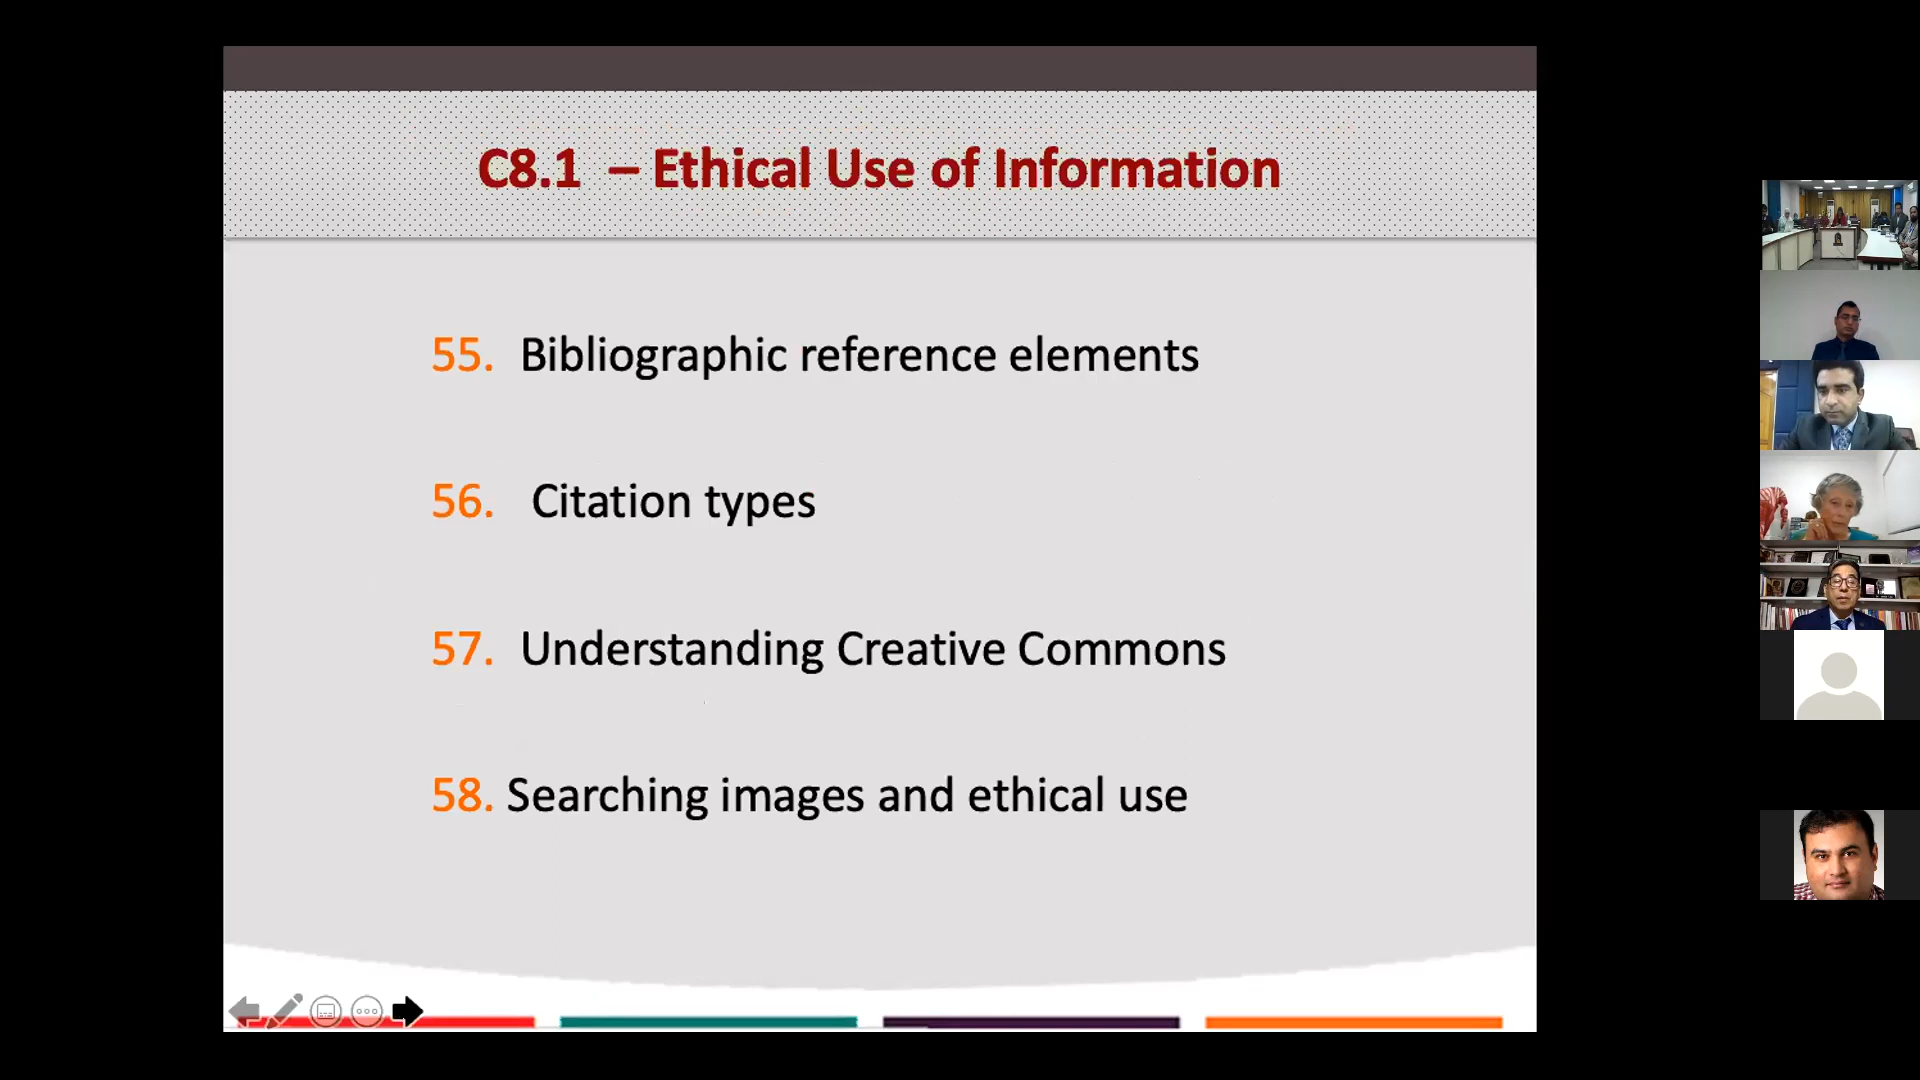 C8.1 – Ethical Use of Information
55. Bibliographic reference elements
56. Citation types
57. Understanding Creative Commons
58. Searching images and ethical use